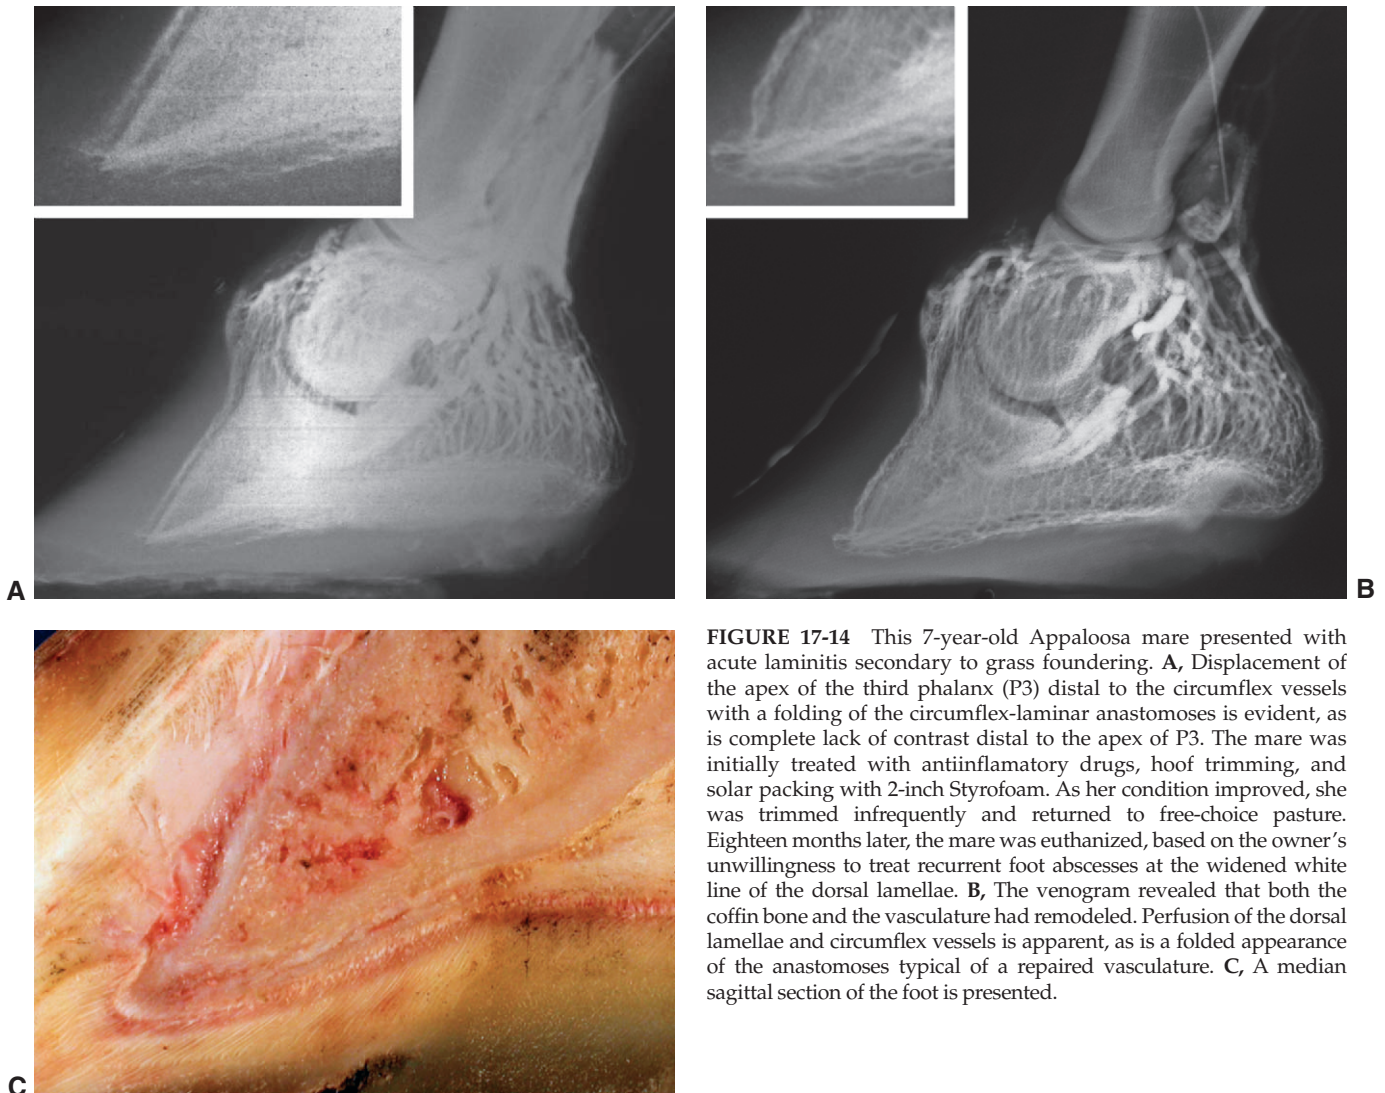 A
B
FIGURE 17-14 This 7-year-old Appaloosa mare presented with
acute laminitis secondary to grass foundering. A, Displacement of
the apex of the third phalanx (P3) distal to the circumflex vessels
with a folding of the circumflex-laminar anastomoses is evident, as
is complete lack of contrast distal to the apex of P3. The mare was
initially treated with antiinflamatory drugs, hoof trimming, and
solar packing with 2-inch Styrofoam. As her condition improved, she
was trimmed infrequently and returned to free-choice pasture.
Eighteen months later, the mare was euthanized, based on the owner's
unwillingness to treat recurrent foot abscesses at the widened white
line of the dorsal lamellae. B, The venogram revealed that both the
coffin bone and the vasculature had remodeled. Perfusion of the dorsal
lamellae and circumflex vessels is apparent, as is a folded appearance
of the anastomoses typical of a repaired vasculature. C, A median
sagittal section of the foot is presented.
C